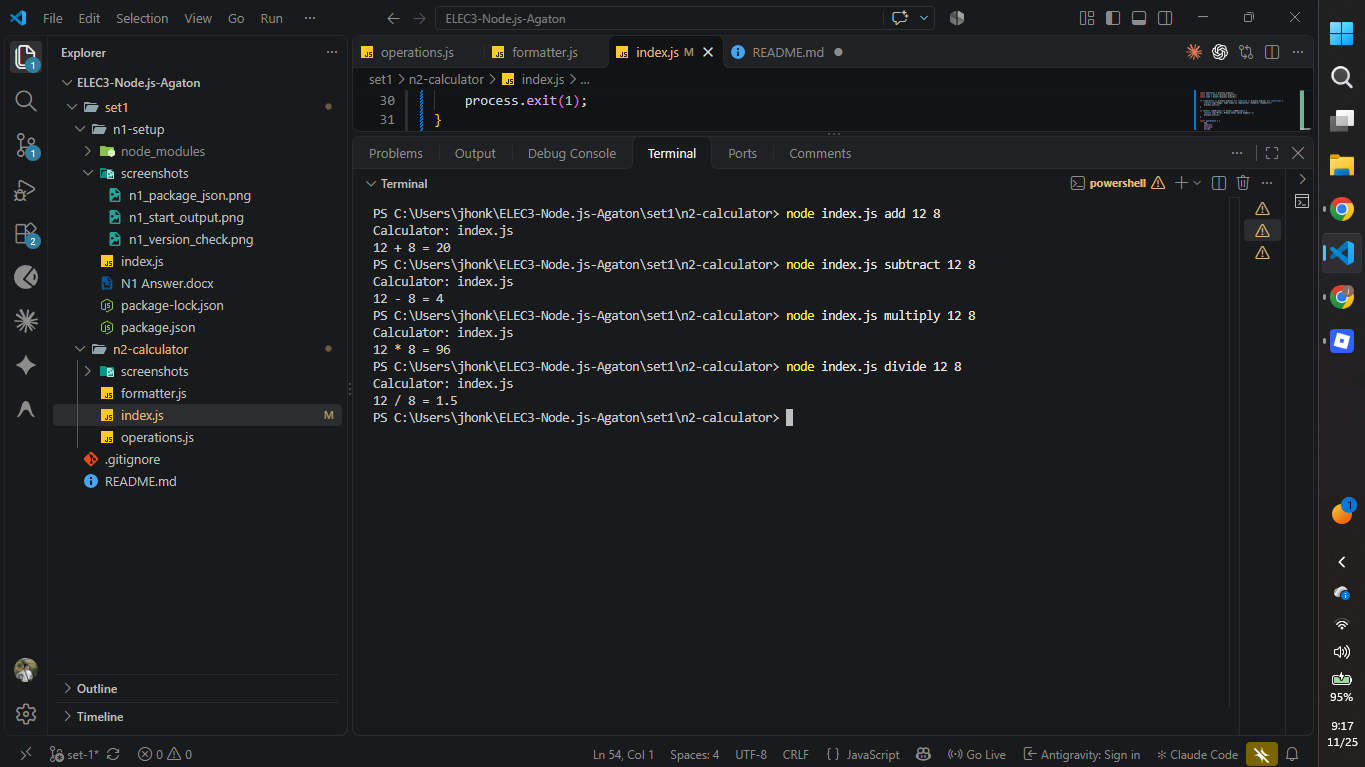 File Edit Selection View Go Run ···
ELEC3-Node.js-Agaton
Explorer
ELEC3-Node.js-Agaton
set1
n1-setup
node_modules
screenshots
n1_package_json.png
n1_start_output.png
n1_version_check.png
index.js
N1 Answer.docx
package-lock.json
package.json
n2-calculator
screenshots
formatter.js
index.js M
operations.js
.gitignore
README.md
Outline
Timeline
operations.js formatter.js index.js M README.md
set1 > n2-calculator > index.js > ...
30 process.exit(1);
31 }
Problems Output Debug Console Terminal Ports Comments
Terminal
powershell
PS C:\Users\jhonk\ELEC3-Node.js-Agaton\set1\n2-calculator> node index.js add 12 8
Calculator: index.js
12 + 8 = 20
PS C:\Users\jhonk\ELEC3-Node.js-Agaton\set1\n2-calculator> node index.js subtract 12 8
Calculator: index.js
12 - 8 = 4
PS C:\Users\jhonk\ELEC3-Node.js-Agaton\set1\n2-calculator> node index.js multiply 12 8
Calculator: index.js
12 * 8 = 96
PS C:\Users\jhonk\ELEC3-Node.js-Agaton\set1\n2-calculator> node index.js divide 12 8
Calculator: index.js
12 / 8 = 1.5
PS C:\Users\jhonk\ELEC3-Node.js-Agaton\set1\n2-calculator>
set-1* 0 0 Ln 54, Col 1 Spaces: 4 UTF-8 CRLF { } JavaScript Go Live Antigravity: Sign in Claude Code
1
1
2
1
95%
9:17
11/25